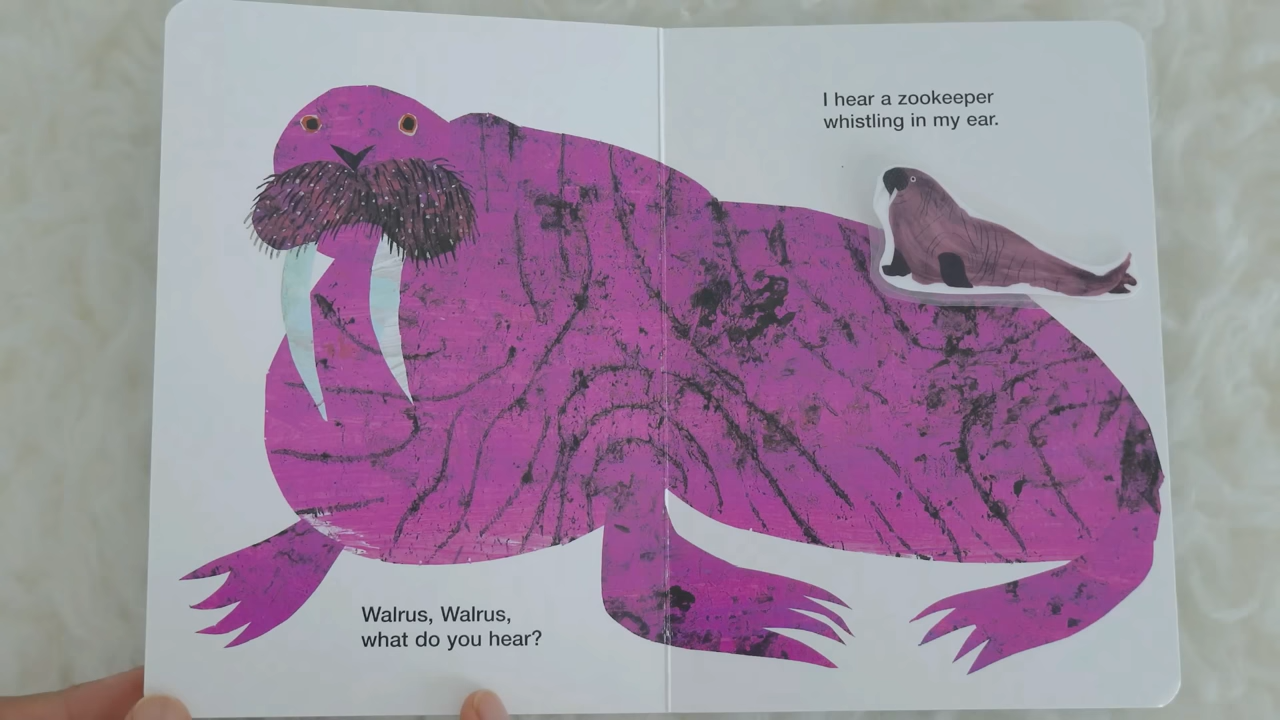 Walrus, Walrus,
what do you hear?
I hear a zookeeper
whistling in my ear.